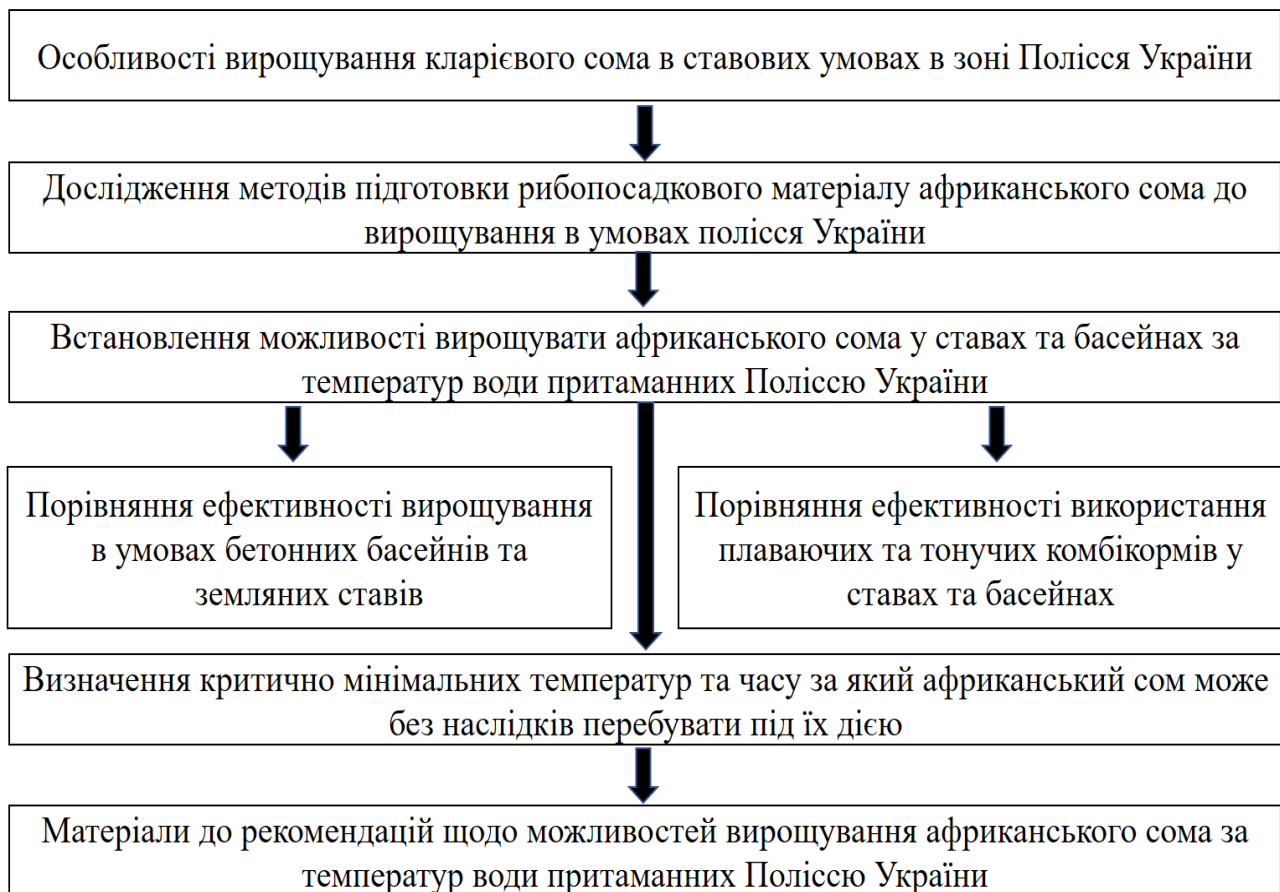 Особливості вирощування кларієвого сома в ставових умовах в зоні Полісся України
Дослідження методів підготовки рибопосадкового матеріалу африканського сома до
вирощування в умовах полісся України
Встановлення можливості вирощувати африканського сома у ставах та басейнах за
температур води притаманних Поліссю України
Порівняння ефективності вирощування
в умовах бетонних басейнів та
земляних ставів
Порівняння ефективності використання
плаваючих та тонучих комбікормів у
ставах та басейнах
Визначення критично мінімальних температур та часу за який африканський сом може
без наслідків перебувати під їх дією
Матеріали до рекомендацій щодо можливостей вирощування африканського сома за
температур води притаманних Поліссю України